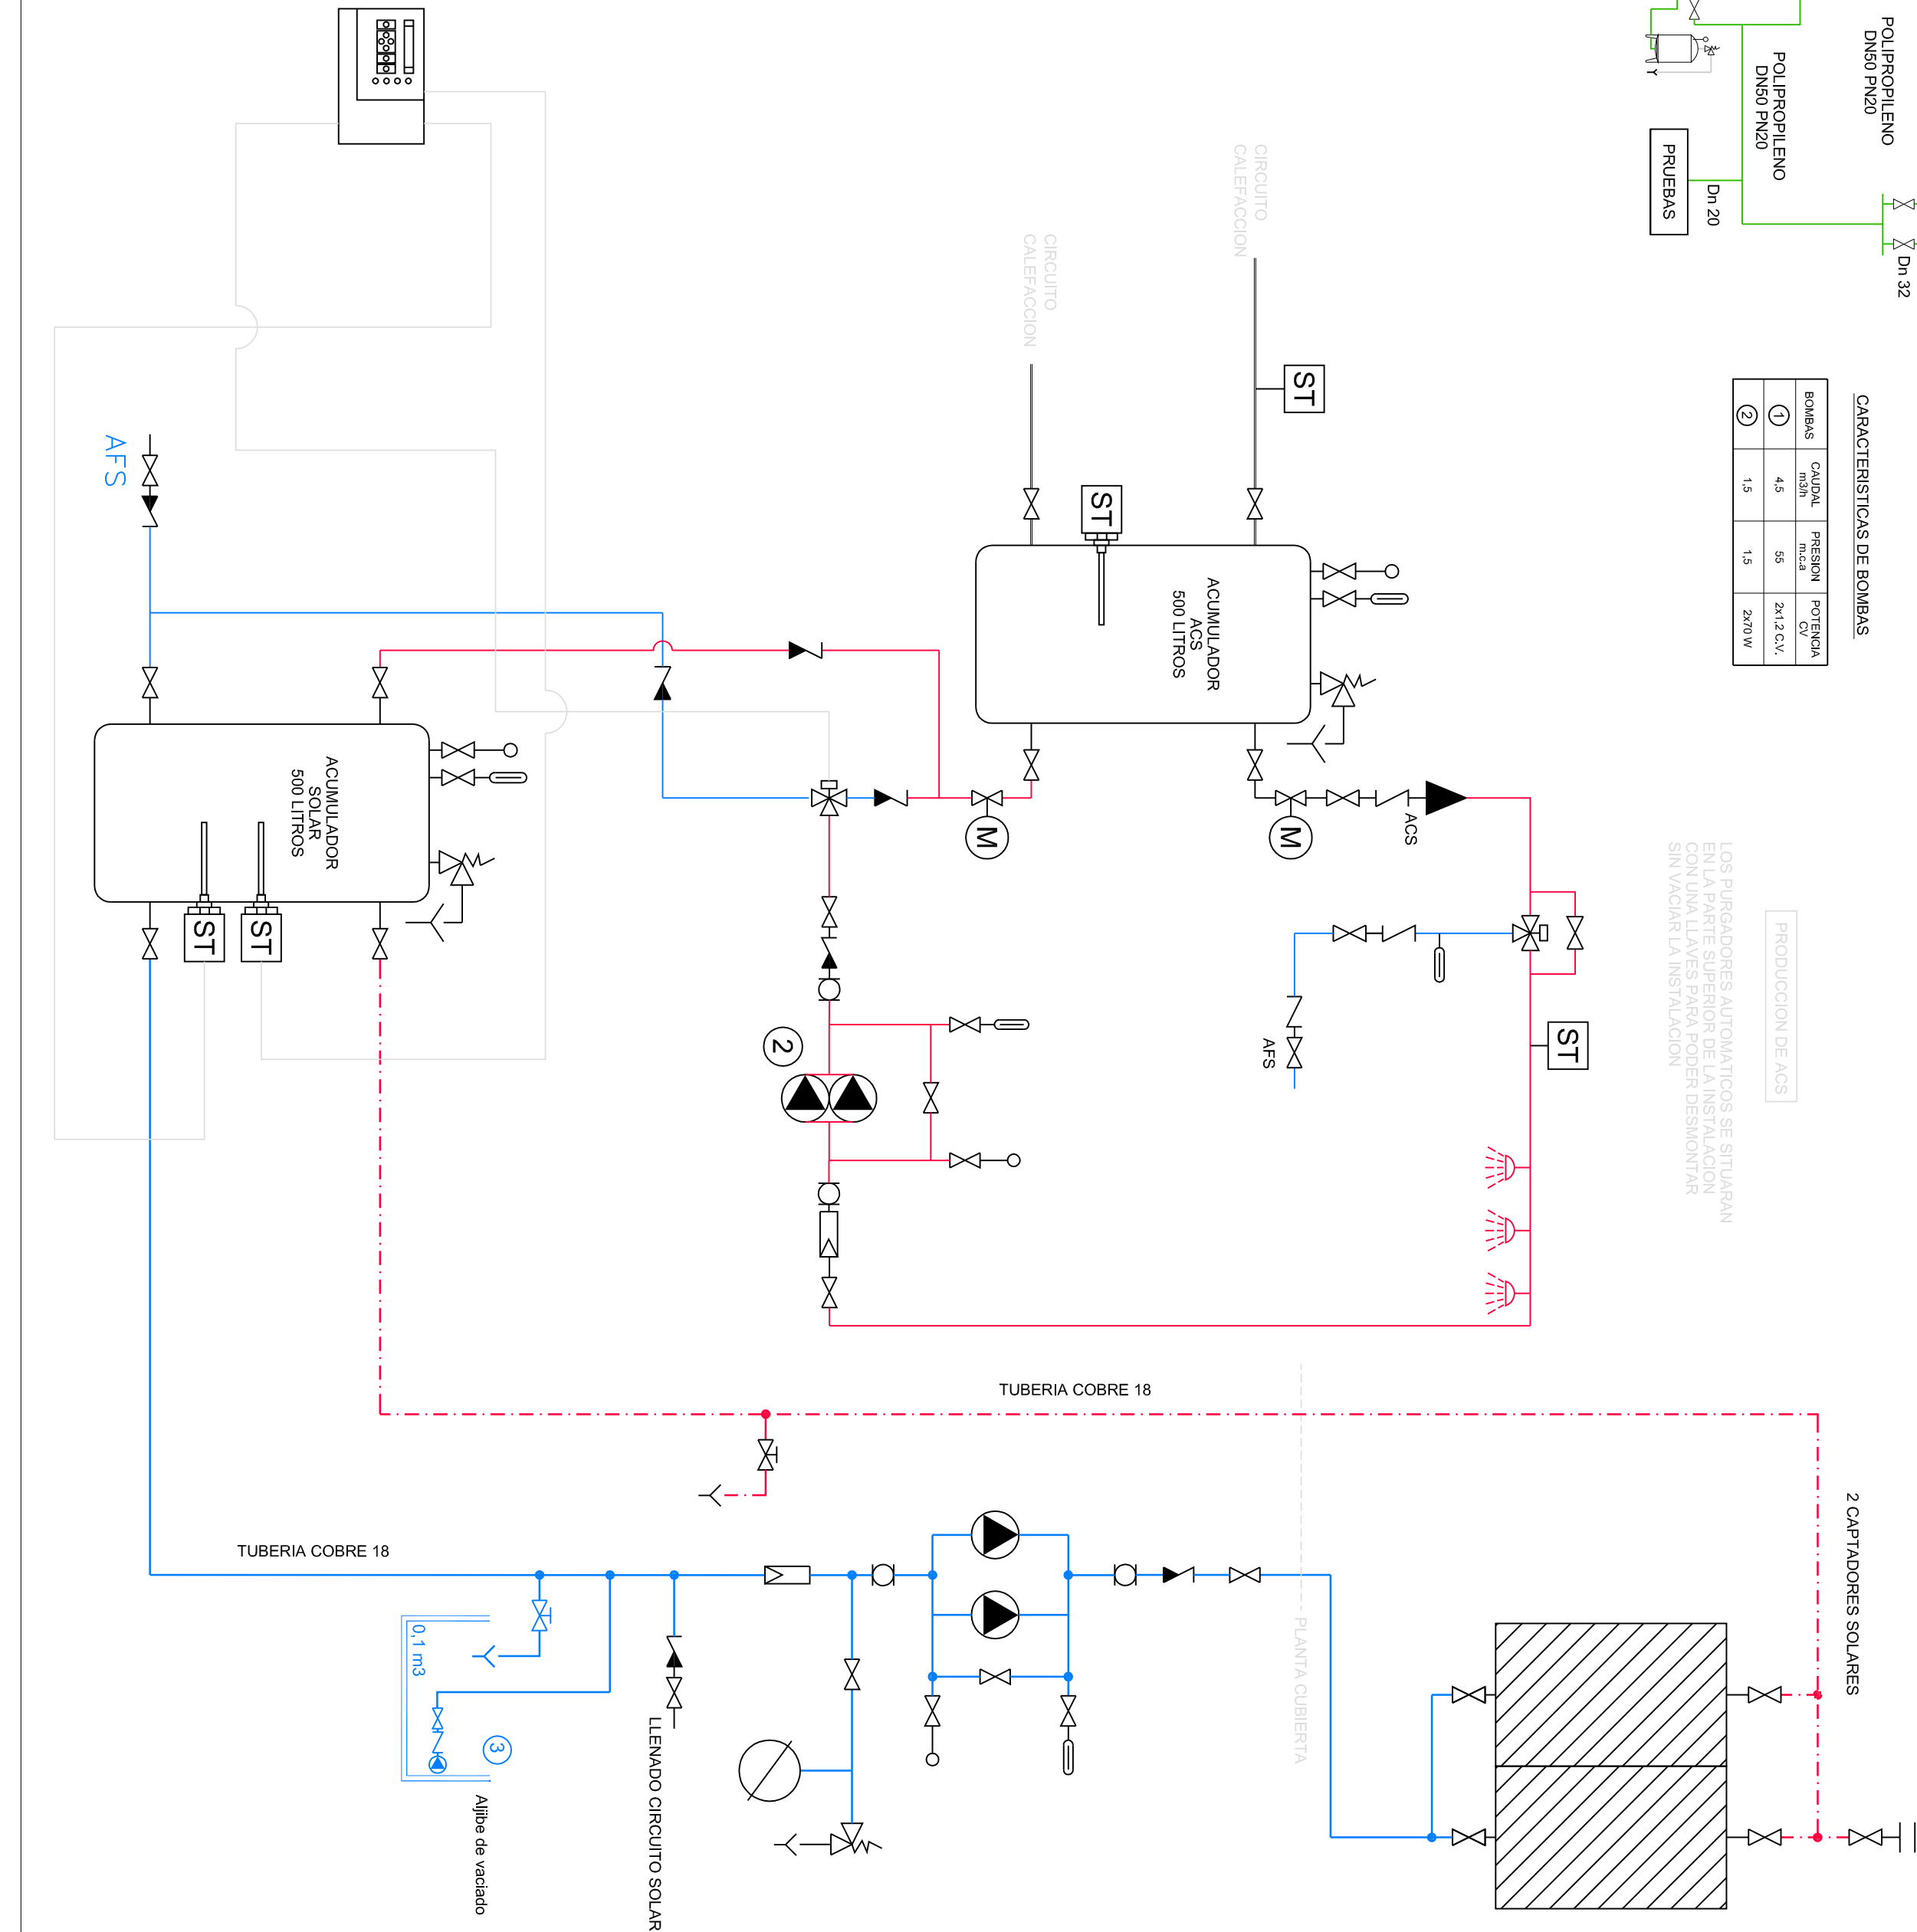 POLIPROPILENO
DN50 PN20
POLIPROPILENO
DN50 PN20
PRUEBAS
Dn 20
Dn 32
CARACTERISTICAS DE BOMBAS
BOMBAS
CAUDAL
m3/h
PRESION
m.c.a
POTENCIA
CV
1
4,5
55
2x1,2 C.V.
2
1,5
1,5
2x70 W
CIRCUITO
CALEFACCION
CIRCUITO
CALEFACCION
ST
ST
ACUMULADOR
ACS
500 LITROS
AFS
ACUMULADOR
SOLAR
500 LITROS
ST
ST
M
M
ACS
AFS
ST
2
PRODUCCION DE ACS
LOS PURGADORES AUTOMATICOS SE SITUARAN
EN LA PARTE SUPERIOR DE LA INSTALACION
CON UNA LLAVES PARA PODER DESMONTAR
SIN VACIAR LA INSTALACION
TUBERIA COBRE 18
2 CAPTADORES SOLARES
TUBERIA COBRE 18
PLANTA CUBIERTA
0,1 m3
3
Aljibe de vaciado
LLENADO CIRCUITO SOLAR